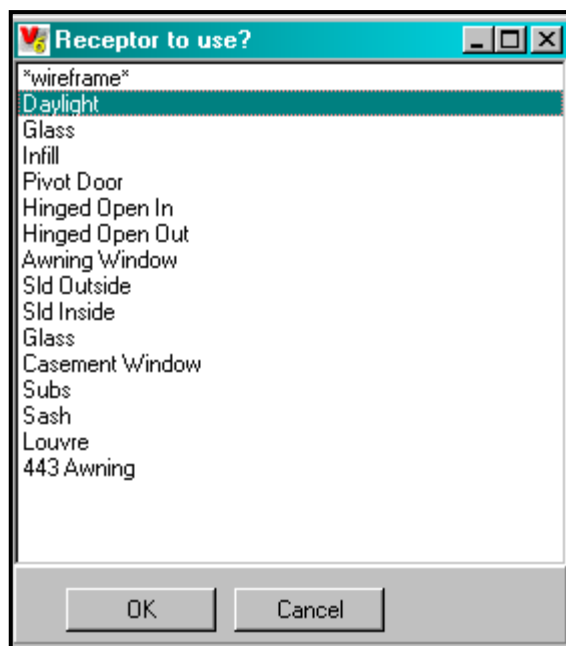 Receptor to use?
*wireframe*
Daylight
Glass
Infill
Pivot Door
Hinged Open In
Hinged Open Out
Awning Window
Sld Outside
Sld Inside
Glass
Casement Window
Subs
Sash
Louvre
443 Awning
OK Cancel